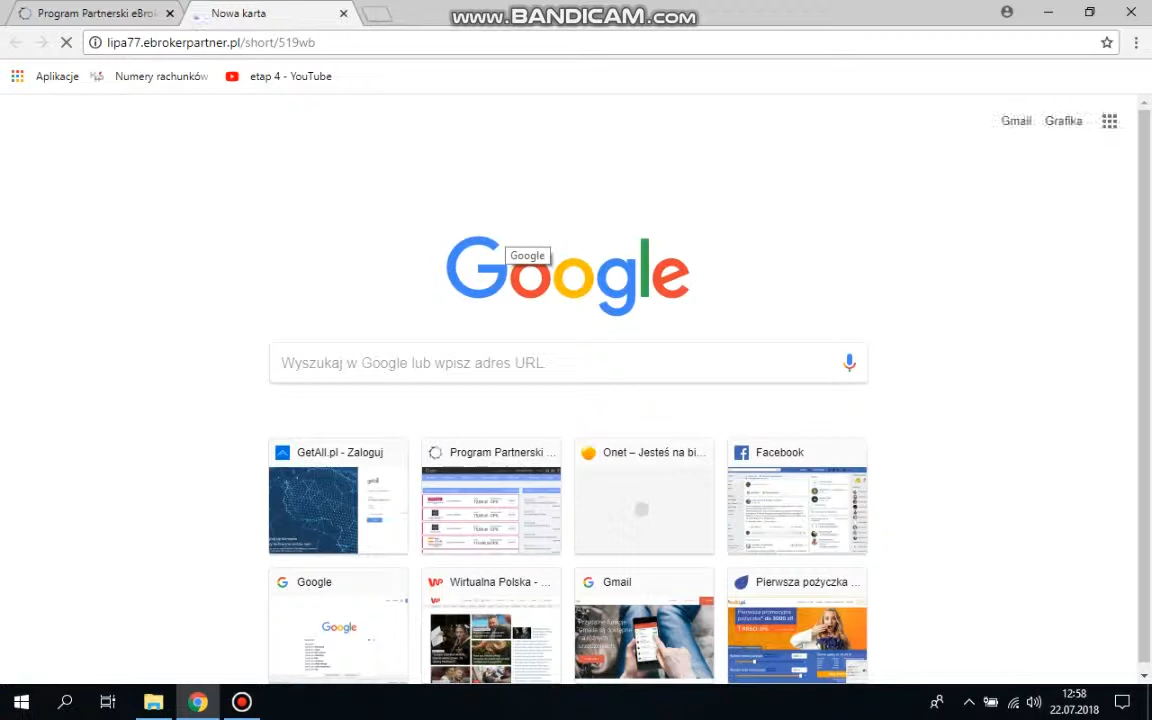 Program Partnerski eBrok
Nowa karta
www.BANDICAM.com
lipa77.ebrokerpartner.pl/short/519wb
Aplikacje
Numery rachunków
etap 4 - YouTube
Gmail
Grafika
Google
Google
Wyszukaj w Google lub wpisz adres URL
GetAll.pl - Zaloguj
Program Partnerski ...
Onet – Jesteś na bi...
Facebook
Google
Wirtualna Polska - ...
Gmail
Pierwsza pożyczka ...
Google
12:58
22.07.2018